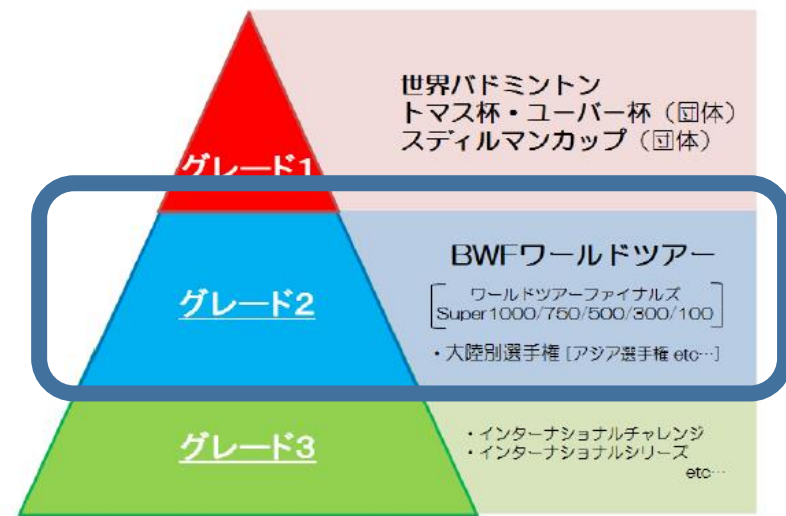 世界バドミントン
トマス杯・ユーバー杯（団体）
スディルマンカップ（団体）
グレード1
BWFワールドツアー
グレード2
ワールドツアーファイナルズ
Super1000/750/500/300/100
・大陸別選手権［アジア選手権 etc…］
グレード3
・インターナショナルチャレンジ
・インターナショナルシリーズ
etc…